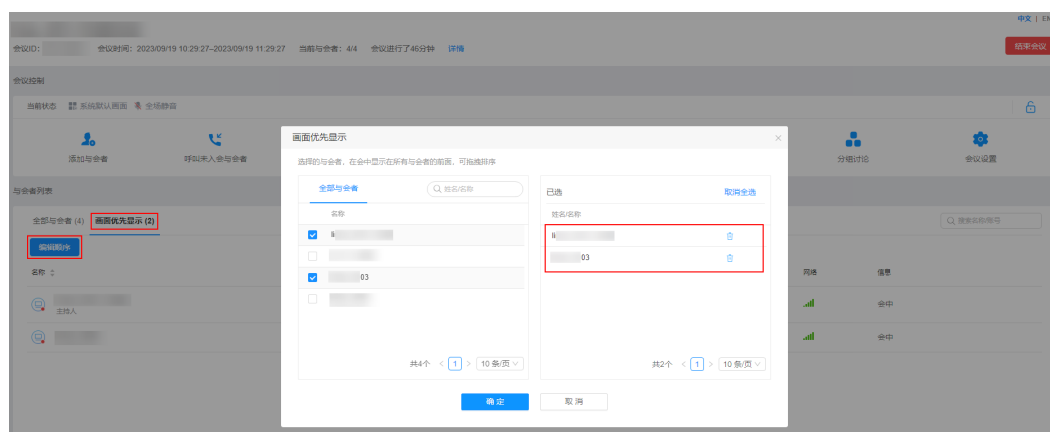 中文 | EN
会议ID: 会议时间：2023/09/19 10:29:27–2023/09/19 11:29:27 当前与会者：4/4 会议进行了46分钟 详情 结束会议
会议控制
当前状态 系统默认画面 全场静音
添加与会者 呼叫未入会与会者 分组讨论 会议设置
与会者列表
全部与会者 (4) 画面优先显示 (2) 搜索名称/账号
编辑顺序
名称 网络 信息
主持人 会中
会中
画面优先显示
选择的与会者，在会中显示在所有与会者的前面，可拖拽排序
全部与会者 姓名/名称
名称
li
03
共4个 < 1 > 10 条/页
已选 取消全选
姓名/名称
li
03
共2个 < 1 > 10 条/页
确 定 取 消